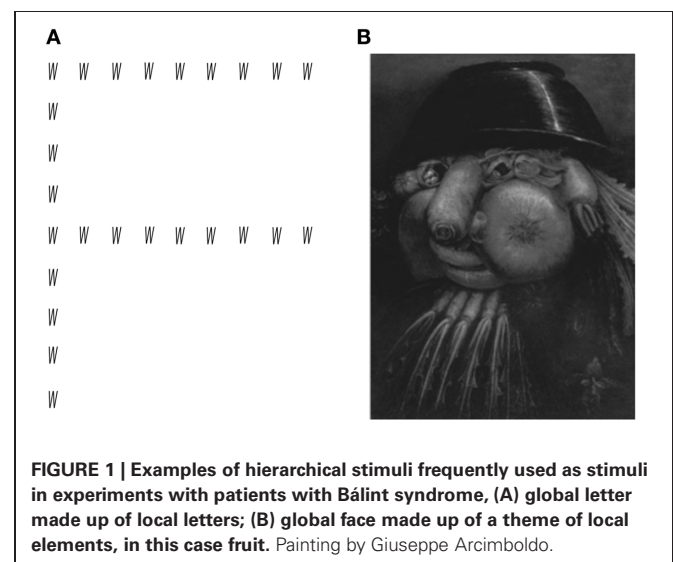 A B
W W W W W W W W W
W
W
W
W W W W W W W W W
W
W
W
W
FIGURE 1 | Examples of hierarchical stimuli frequently used as stimuli
in experiments with patients with Bálint syndrome, (A) global letter
made up of local letters; (B) global face made up of a theme of local
elements, in this case fruit. Painting by Giuseppe Arcimboldo.